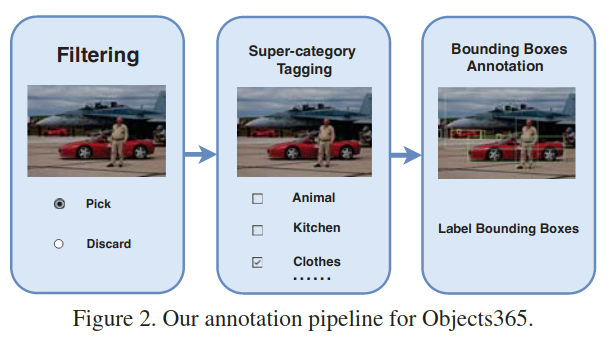 Filtering
Pick
Discard
Super-category
Tagging
Animal
Kitchen
Clothes
......
Bounding Boxes
Annotation
Label Bounding Boxes
Figure 2. Our annotation pipeline for Objects365.